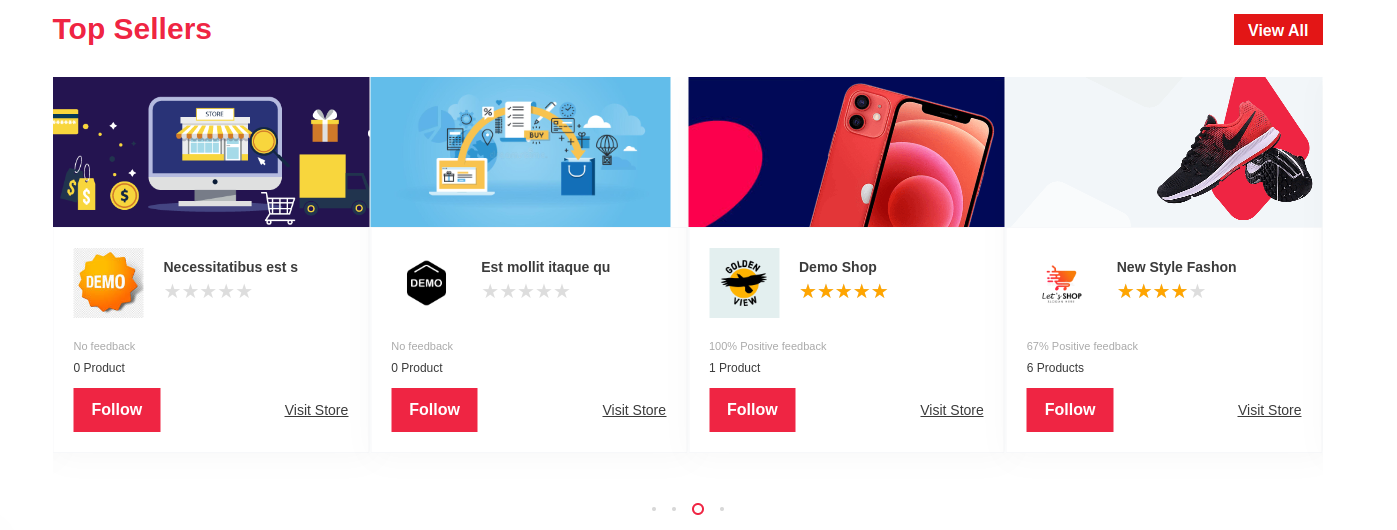 Top Sellers
View All
STORE
$
$
$
%
BUY
DEMO
Necessitatibus est s
No feedback
0 Product
Follow
Visit Store
DEMO
Est mollit itaque qu
No feedback
0 Product
Follow
Visit Store
GOLDEN
VIEW
Demo Shop
100% Positive feedback
1 Product
Follow
Visit Store
Let's SHOP
New Style Fashon
67% Positive feedback
6 Products
Follow
Visit Store